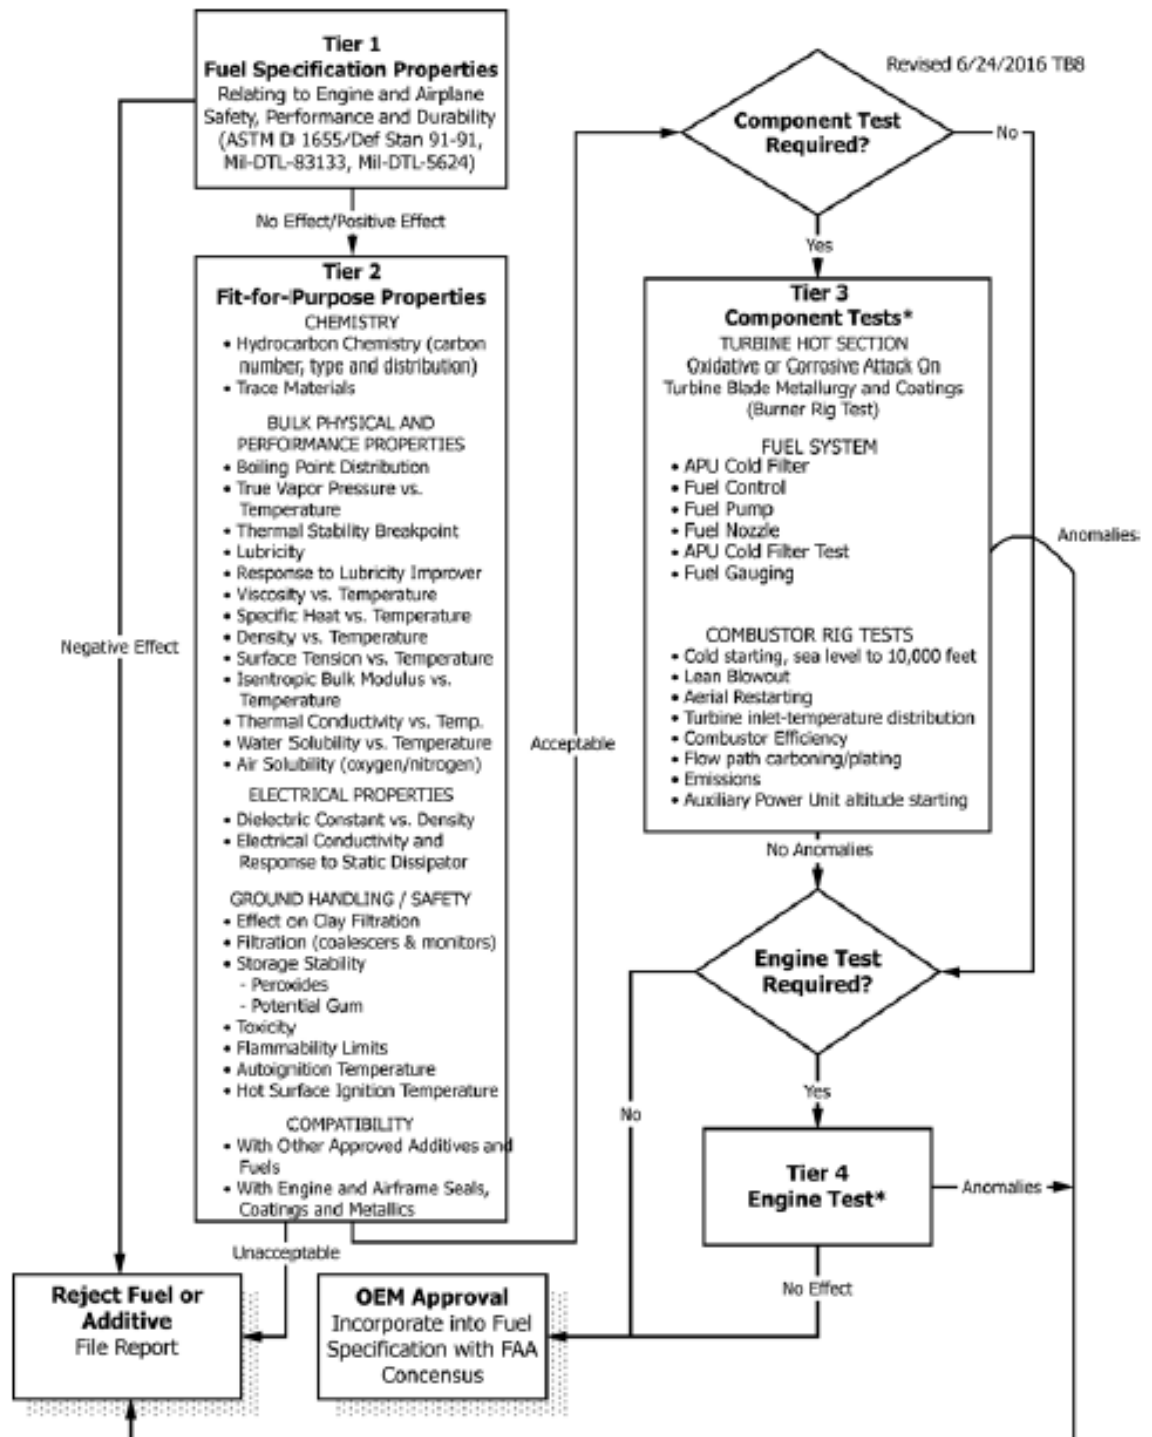 Tier 1
Fuel Specification Properties
Relating to Engine and Airplane
Safety, Performance and Durability
(ASTM D 1655/Def Stan 91-91,
Mil-DTL-83133, Mil-DTL-5624)
Negative Effect
No Effect/Positive Effect
Tier 2
Fit-for-Purpose Properties
CHEMISTRY
• Hydrocarbon Chemistry (carbon
number, type and distribution)
• Trace Materials
BULK PHYSICAL AND
PERFORMANCE PROPERTIES
• Boiling Point Distribution
• True Vapor Pressure vs.
Temperature
• Thermal Stability Breakpoint
• Lubricity
• Response to Lubricity Improver
• Viscosity vs. Temperature
• Specific Heat vs. Temperature
• Density vs. Temperature
• Surface Tension vs. Temperature
• Isentropic Bulk Modulus vs.
Temperature
• Thermal Conductivity vs. Temp.
• Water Solubility vs. Temperature
• Air Solubility (oxygen/nitrogen)
ELECTRICAL PROPERTIES
• Dielectric Constant vs. Density
• Electrical Conductivity and
Response to Static Dissipator
GROUND HANDLING / SAFETY
• Effect on Clay Filtration
• Filtration (coalescers & monitors)
• Storage Stability
- Peroxides
- Potential Gum
• Toxicity
• Flammability Limits
• Autoignition Temperature
• Hot Surface Ignition Temperature
COMPATIBILITY
• With Other Approved Additives and
Fuels
• With Engine and Airframe Seals,
Coatings and Metallics
Unacceptable
Acceptable
Reject Fuel or
Additive
File Report
Revised 6/24/2016 TB8
Component Test
Required?
No
Yes
Tier 3
Component Tests*
TURBINE HOT SECTION
Oxidative or Corrosive Attack On
Turbine Blade Metallurgy and Coatings
(Burner Rig Test)
FUEL SYSTEM
• APU Cold Filter
• Fuel Control
• Fuel Pump
• Fuel Nozzle
• APU Cold Filter Test
• Fuel Gauging
COMBUSTOR RIG TESTS
• Cold starting, sea level to 10,000 feet
• Lean Blowout
• Aerial Restarting
• Turbine inlet-temperature distribution
• Combustor Efficiency
• Flow path carboning/plating
• Emissions
• Auxiliary Power Unit altitude starting
Anomalies
No Anomalies
Engine Test
Required?
No
Yes
Tier 4
Engine Test*
Anomalies
No Effect
OEM Approval
Incorporate into Fuel
Specification with FAA
Concensus